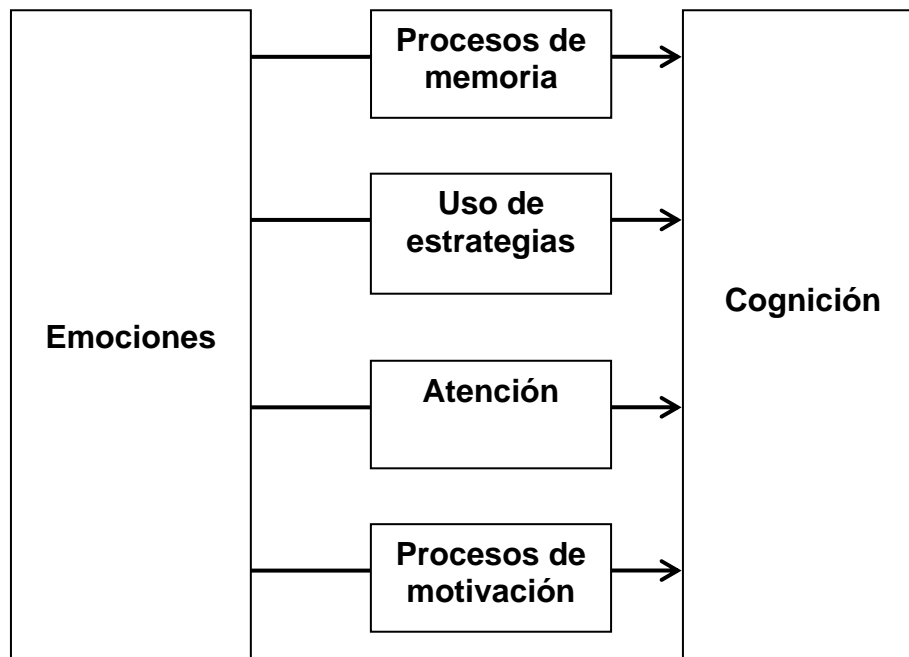 Procesos de
memoria
Uso de
estrategias
Emociones
Cognición
Atención
Procesos de
motivación